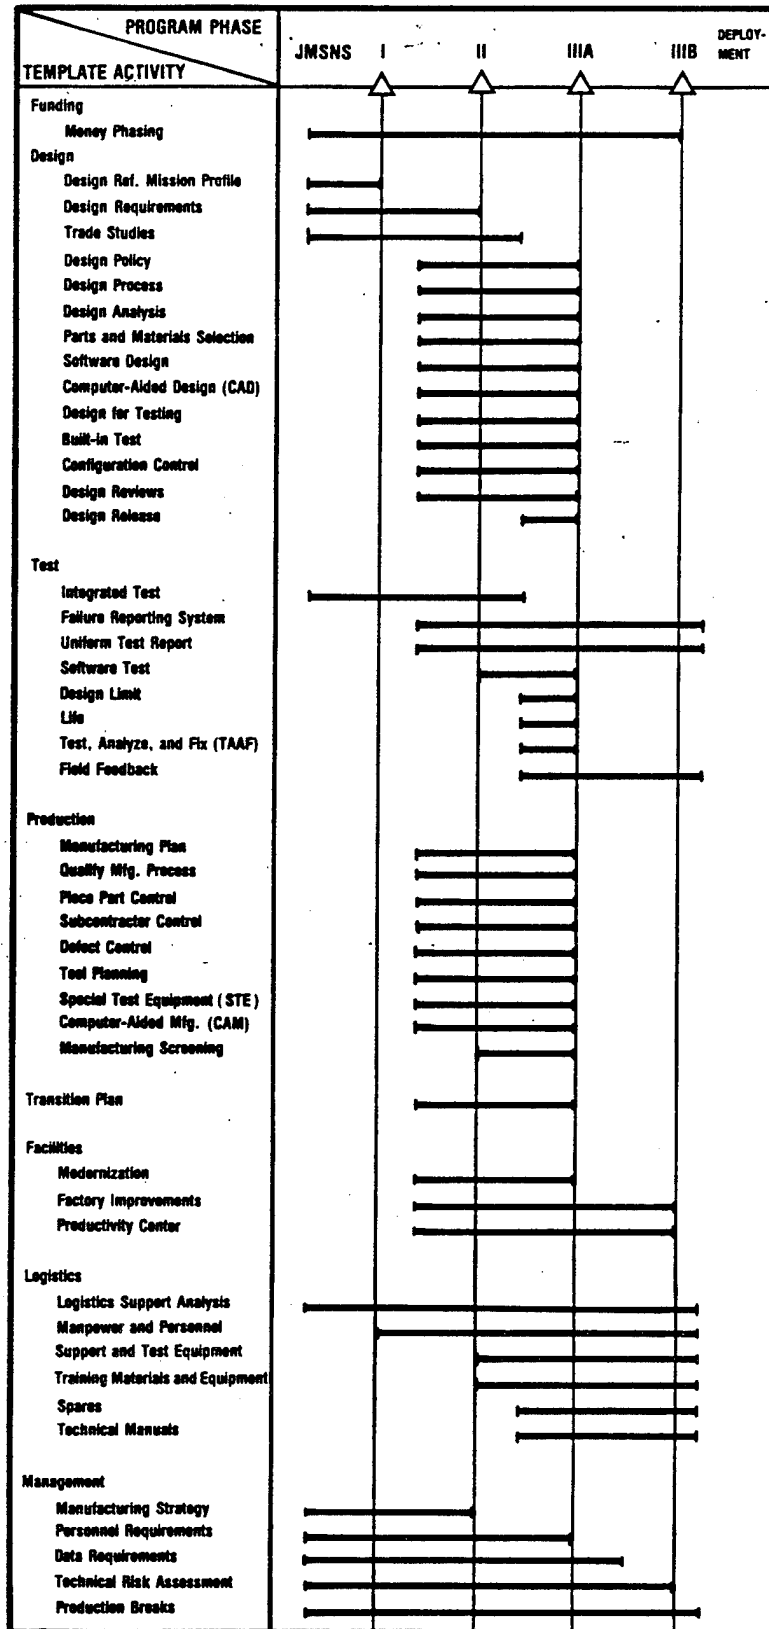 PROGRAM PHASE
TEMPLATE ACTIVITY
JMSNS I II IIIA IIIB DEPLOY-
MENT
Funding
Money Phasing
Design
Design Ref. Mission Profile
Design Requirements
Trade Studies
Design Policy
Design Process
Design Analysis
Parts and Materials Selection
Software Design
Computer-Aided Design (CAD)
Design for Testing
Built-in Test
Configuration Control
Design Reviews
Design Release
Test
Integrated Test
Failure Reporting System
Uniform Test Report
Software Test
Design Limit
Life
Test, Analyze, and Fix (TAAF)
Field Feedback
Production
Manufacturing Plan
Qualify Mfg. Process
Piece Part Control
Subcontractor Control
Defect Control
Tool Planning
Special Test Equipment (STE)
Computer-Aided Mfg. (CAM)
Manufacturing Screening
Transition Plan
Facilities
Modernization
Factory Improvements
Productivity Center
Logistics
Logistics Support Analysis
Manpower and Personnel
Support and Test Equipment
Training Materials and Equipment
Spares
Technical Manuals
Management
Manufacturing Strategy
Personnel Requirements
Data Requirements
Technical Risk Assessment
Production Breaks